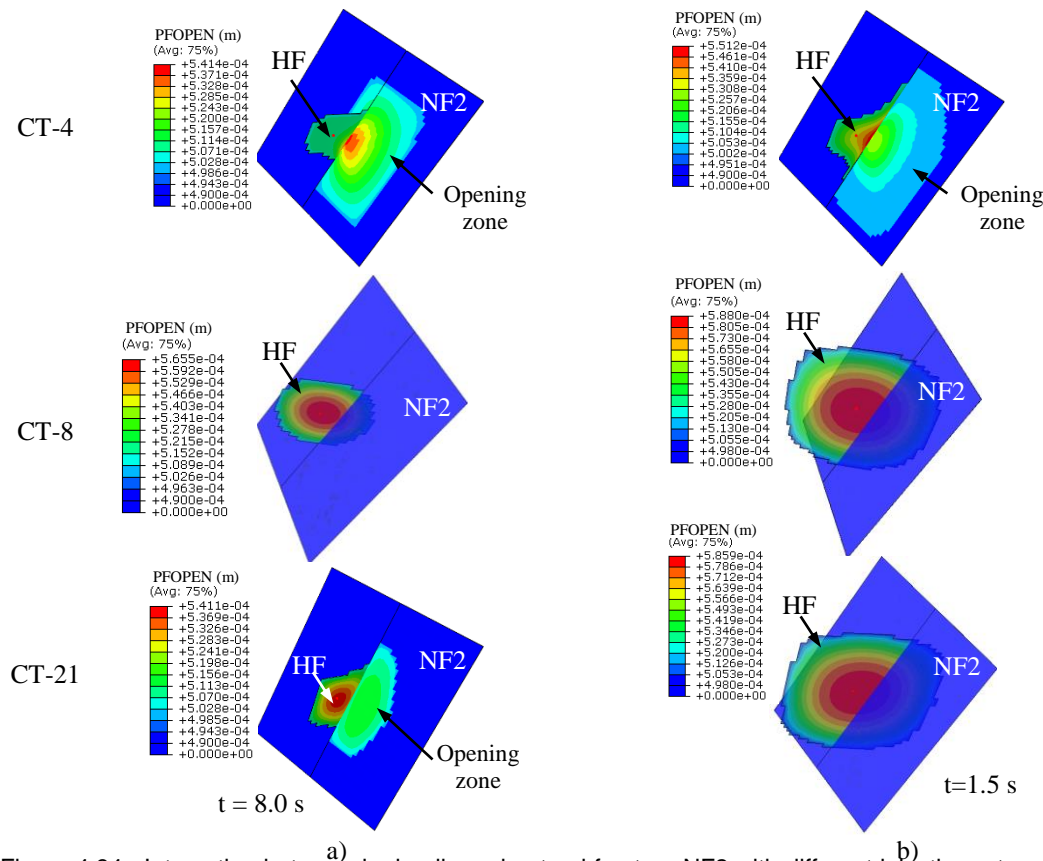 CT-4
PFOPEN (m)
(Avg: 75%)
+5.414e-04
+5.371e-04
+5.328e-04
+5.285e-04
+5.243e-04
+5.200e-04
+5.157e-04
+5.114e-04
+5.071e-04
+5.028e-04
+4.986e-04
+4.943e-04
+4.900e-04
+0.000e+00
HF
NF2
Opening
zone
PFOPEN (m)
(Avg: 75%)
+5.512e-04
+5.461e-04
+5.410e-04
+5.359e-04
+5.308e-04
+5.257e-04
+5.206e-04
+5.155e-04
+5.104e-04
+5.053e-04
+5.002e-04
+4.951e-04
+4.900e-04
+0.000e+00
HF
NF2
Opening
zone
CT-8
PFOPEN (m)
(Avg: 75%)
+5.655e-04
+5.592e-04
+5.529e-04
+5.466e-04
+5.403e-04
+5.341e-04
+5.278e-04
+5.215e-04
+5.152e-04
+5.089e-04
+5.026e-04
+4.963e-04
+4.900e-04
+0.000e+00
HF
NF2
PFOPEN (m)
(Avg: 75%)
+5.880e-04
+5.805e-04
+5.730e-04
+5.655e-04
+5.580e-04
+5.505e-04
+5.430e-04
+5.355e-04
+5.280e-04
+5.205e-04
+5.130e-04
+5.055e-04
+4.980e-04
+0.000e+00
HF
NF2
CT-21
PFOPEN (m)
(Avg: 75%)
+5.411e-04
+5.369e-04
+5.326e-04
+5.283e-04
+5.241e-04
+5.198e-04
+5.156e-04
+5.113e-04
+5.070e-04
+5.028e-04
+4.985e-04
+4.943e-04
+4.900e-04
+0.000e+00
HF
NF2
Opening
zone
t = 8.0 s
PFOPEN (m)
(Avg: 75%)
+5.859e-04
+5.786e-04
+5.712e-04
+5.639e-04
+5.566e-04
+5.493e-04
+5.419e-04
+5.346e-04
+5.273e-04
+5.200e-04
+5.126e-04
+5.053e-04
+4.980e-04
+0.000e+00
HF
NF2
t=1.5 s
a)
b)